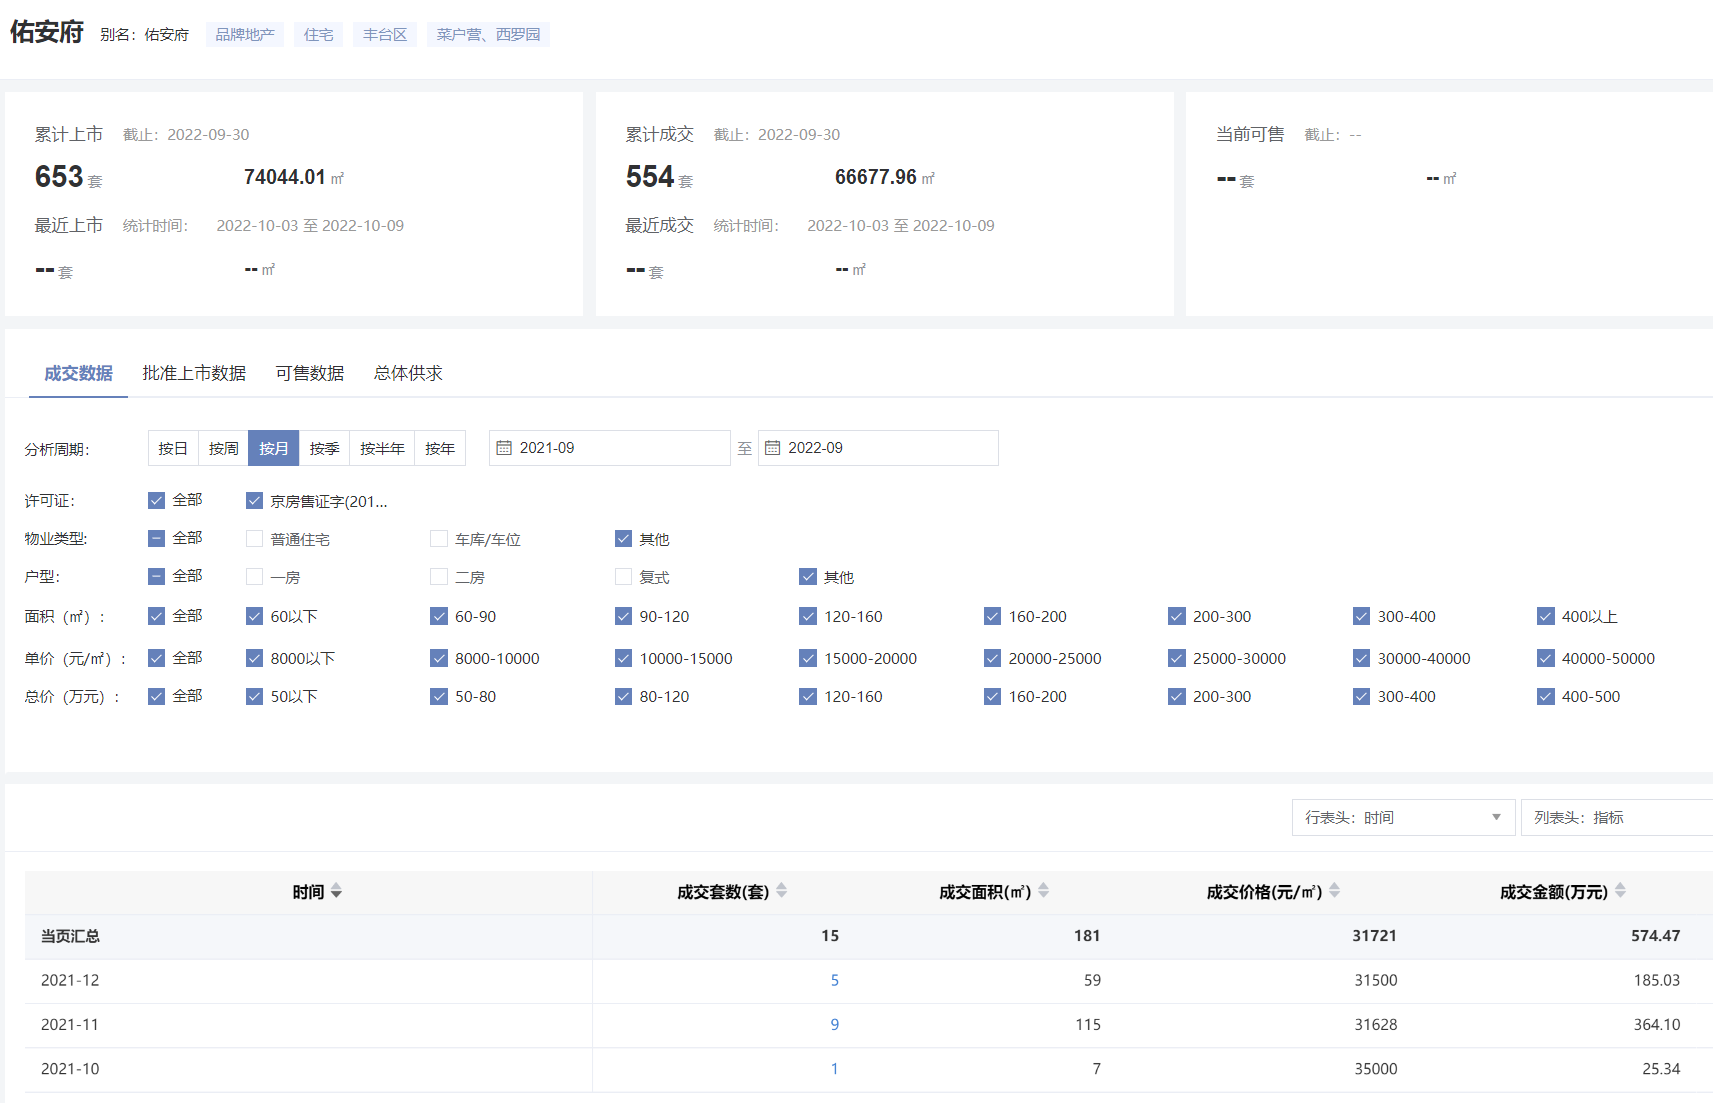 佑安府 别名：佑安府 品牌地产 住宅 丰台区 菜户营、西罗园
累计上市 截止：2022-09-30
653套 74044.01㎡
最近上市 统计时间： 2022-10-03 至 2022-10-09
--套 --㎡
累计成交 截止：2022-09-30
554套 66677.96㎡
最近成交 统计时间： 2022-10-03 至 2022-10-09
--套 --㎡
当前可售 截止：--
--套 --㎡
成交数据 批准上市数据 可售数据 总体供求
分析周期： 按日 按周 按月 按季 按半年 按年 2021-09 至 2022-09
许可证： 全部 京房售证字(201...
物业类型: 全部 普通住宅 车库/车位 其他
户型： 全部 一房 二房 复式 其他
面积（㎡）： 全部 60以下 60-90 90-120 120-160 160-200 200-300 300-400 400以上
单价（元/㎡）： 全部 8000以下 8000-10000 10000-15000 15000-20000 20000-25000 25000-30000 30000-40000 40000-50000
总价（万元）： 全部 50以下 50-80 80-120 120-160 160-200 200-300 300-400 400-500
行表头：时间 列表头：指标
时间 成交套数(套) 成交面积(㎡) 成交价格(元/㎡) 成交金额(万元)
当页汇总 15 181 31721 574.47
2021-12 5 59 31500 185.03
2021-11 9 115 31628 364.10
2021-10 1 7 35000 25.34